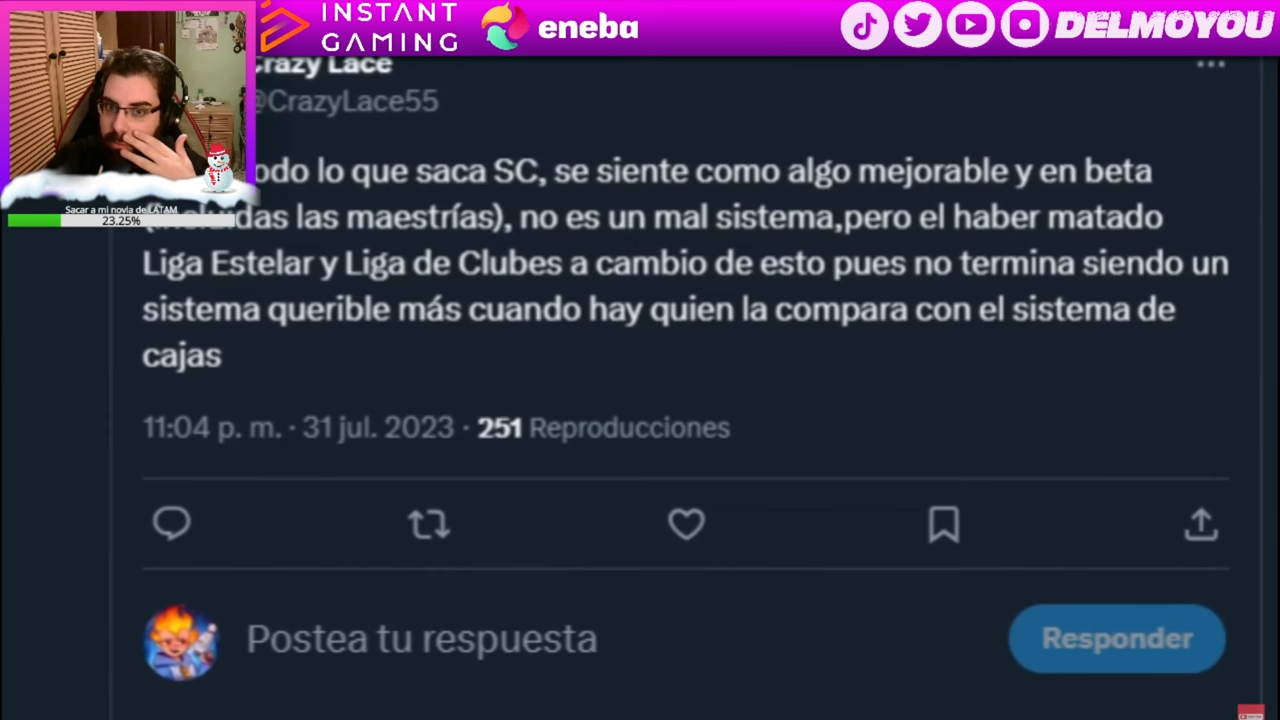 INSTANT
GAMING
eneba
DELMOYOU
Crazy Lace
@CrazyLace55
odo lo que saca SC, se siente como algo mejorable y en beta
las maestrías), no es un mal sistema,pero el haber matado
Liga Estelar y Liga de Clubes a cambio de esto pues no termina siendo un
sistema querible más cuando hay quien la compara con el sistema de
cajas
Sacar a mi novia de LATAM
23.25%
11:04 p. m. · 31 jul. 2023 · 251 Reproducciones
Postea tu respuesta
Responder